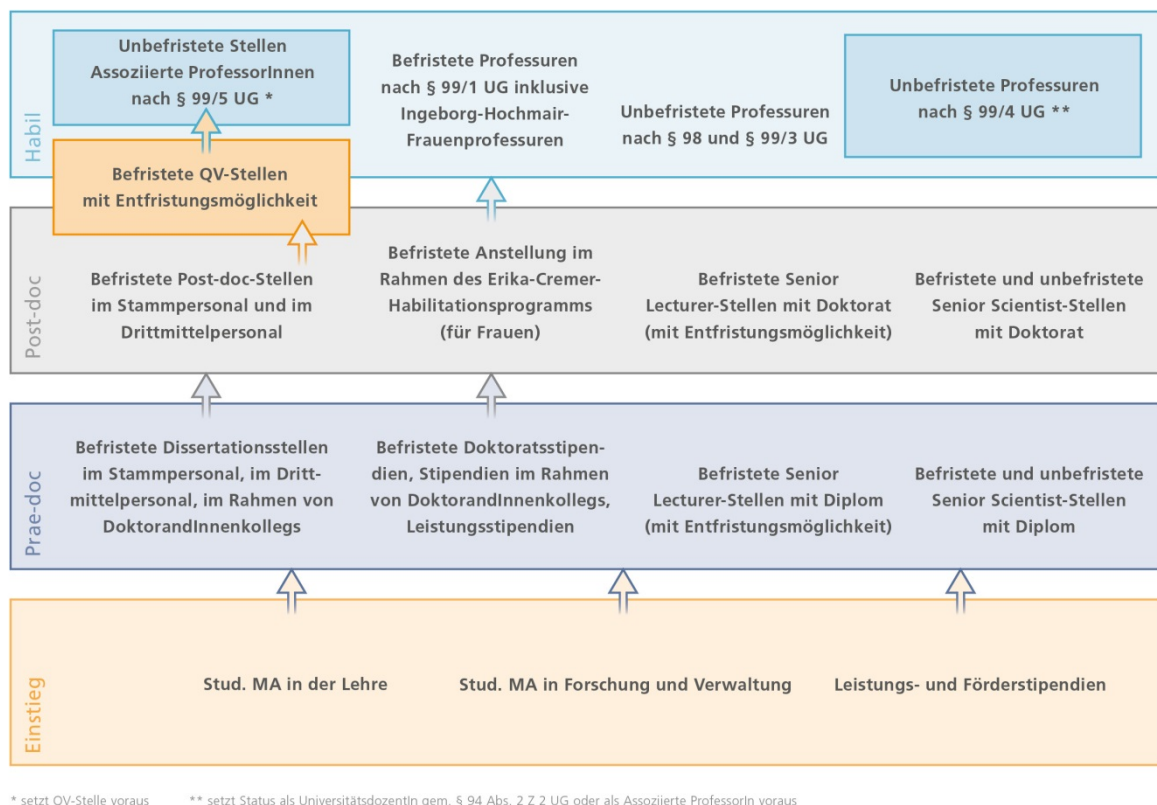 Habil
Unbefristete Stellen
Assoziierte ProfessorInnen
nach § 99/5 UG *
Befristete QV-Stellen
mit Entfristungsmöglichkeit
Befristete Professuren
nach § 99/1 UG inklusive
Ingeborg-Hochmair-
Frauenprofessuren
Unbefristete Professuren
nach § 98 und § 99/3 UG
Unbefristete Professuren
nach § 99/4 UG **
Post-doc
Befristete Post-doc-Stellen
im Stammpersonal und im
Drittmittelpersonal
Befristete Anstellung im
Rahmen des Erika-Cremer-
Habilitationsprogramms
(für Frauen)
Befristete Senior
Lecturer-Stellen mit Doktorat
(mit Entfristungsmöglichkeit)
Befristete und unbefristete
Senior Scientist-Stellen
mit Doktorat
Prae-doc
Befristete Dissertationsstellen
im Stammpersonal, im Dritt-
mittelpersonal, im Rahmen von
DoktorandInnenkollegs
Befristete Doktoratsstipen-
dien, Stipendien im Rahmen
von DoktorandInnenkollegs,
Leistungsstipendien
Befristete Senior
Lecturer-Stellen mit Diplom
(mit Entfristungsmöglichkeit)
Befristete und unbefristete
Senior Scientist-Stellen
mit Diplom
Einstieg
Stud. MA in der Lehre
Stud. MA in Forschung und Verwaltung
Leistungs- und Förderstipendien
* setzt QV-Stelle voraus
** setzt Status als UniversitätsdozentIn gem. § 94 Abs. 2 Z 2 UG oder als Assoziierte ProfessorIn voraus